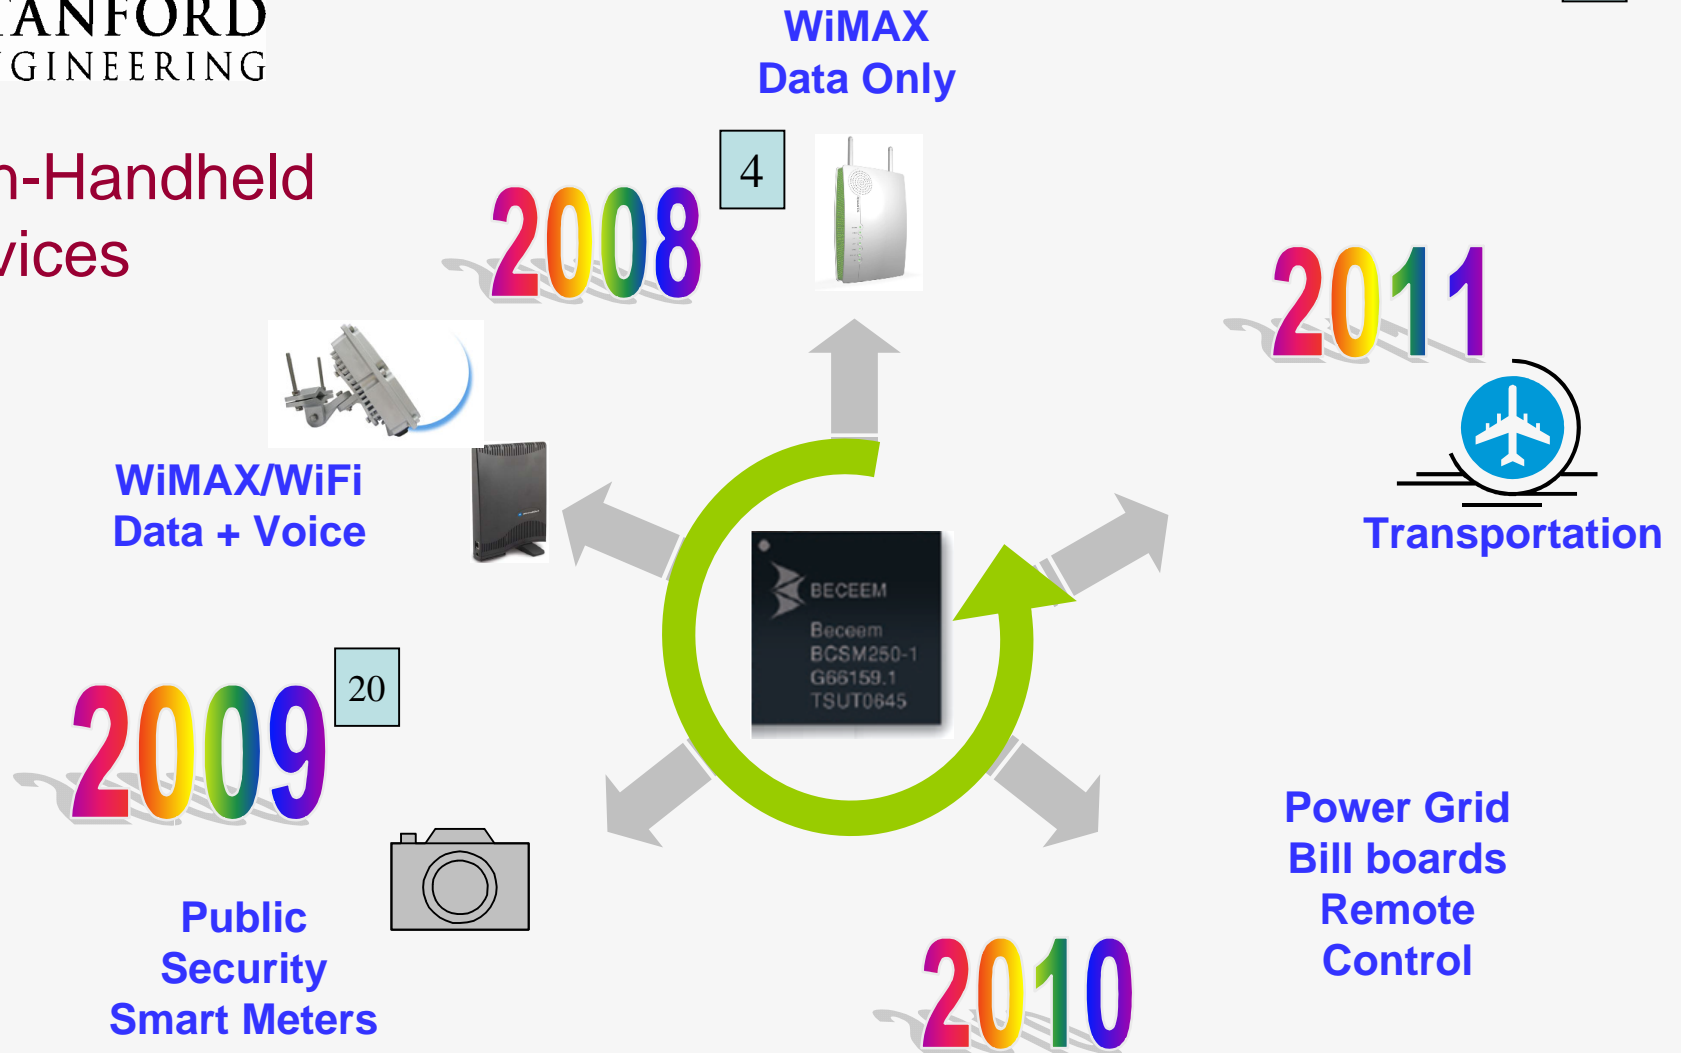 TANFORD
GINEERING
n-Handheld
vices
WiMAX
Data Only
4
2008
2011
WiMAX/WiFi
Data + Voice
Transportation
BECEEM
Beceem
BCSM250-1
G66159.1
TSUT0645
20
2009
Public
Security
Smart Meters
Power Grid
Bill boards
Remote
Control
2010